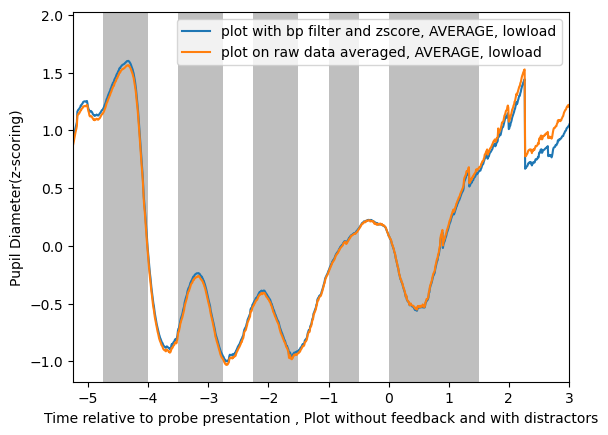 plot with bp filter and zscore, AVERAGE, lowload
plot on raw data averaged, AVERAGE, lowload
Pupil Diameter(z-scoring)
2.0
1.5
1.0
0.5
0.0
−0.5
−1.0
−5 −4 −3 −2 −1 0 1 2 3
Time relative to probe presentation , Plot without feedback and with distractors